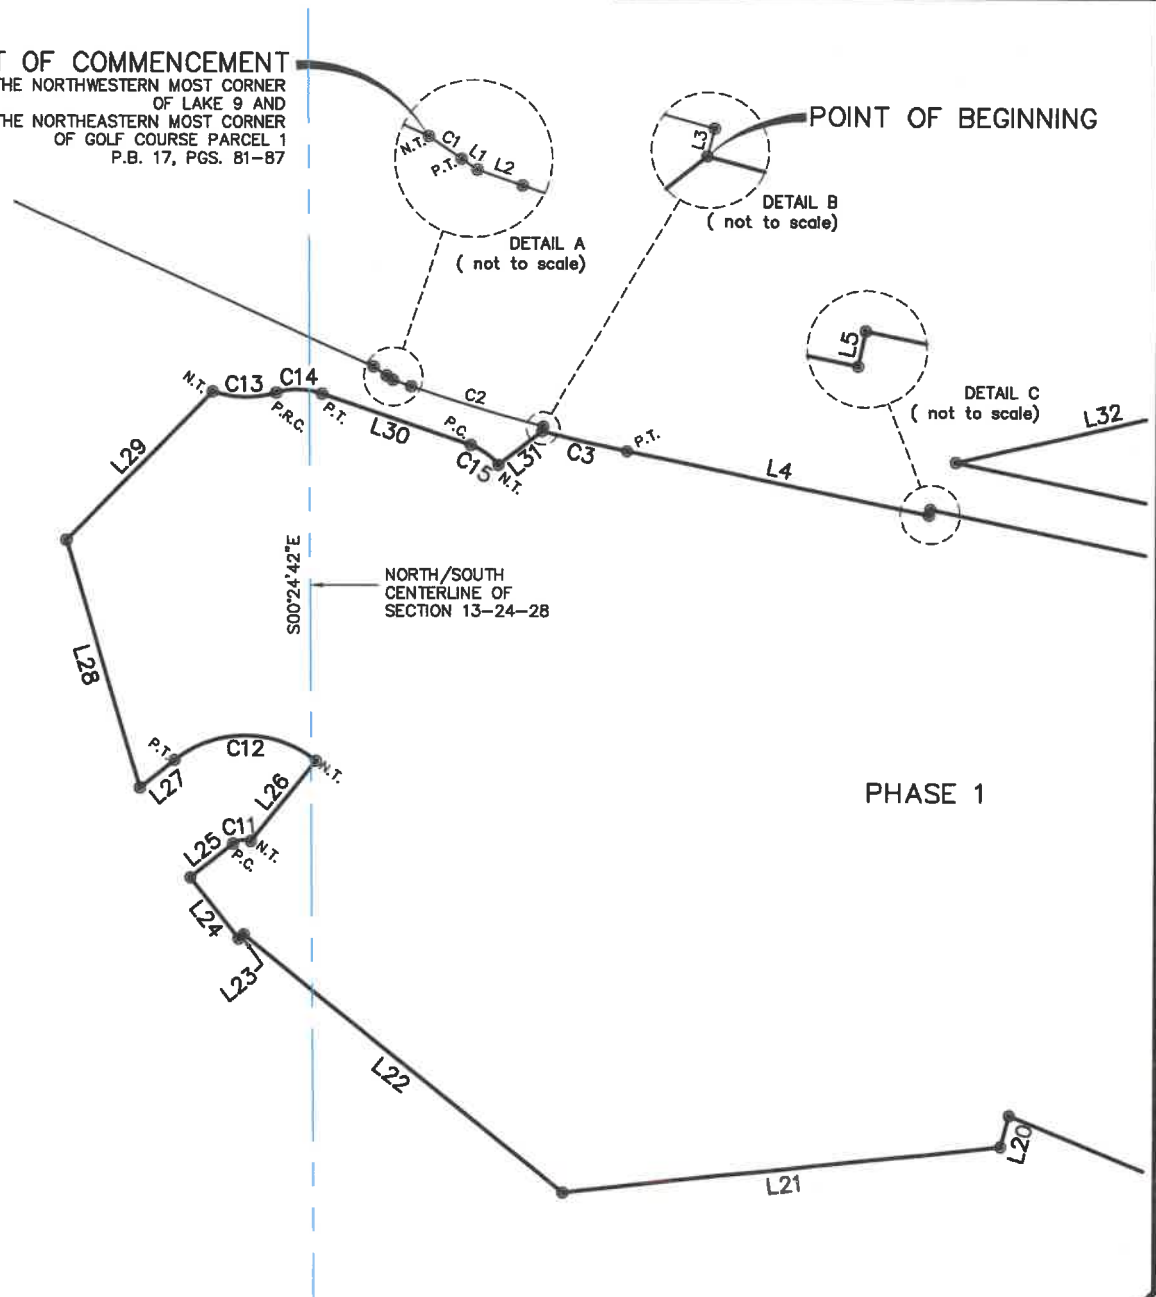 T OF COMMENCEMENT
THE NORTHWESTERN MOST CORNER
OF LAKE 9 AND
THE NORTHEASTERN MOST CORNER
OF GOLF COURSE PARCEL 1
P.B. 17, PGS. 81-87
N.T.
C1
P.T.
L1
L2
DETAIL A
( not to scale)
L3
POINT OF BEGINNING
DETAIL B
( not to scale)
L5
DETAIL C
( not to scale)
L32
N.T.
C13
P.R.C.
C14
P.T.
L30
C2
P.C.
C15
N.T.
L31
C3
P.T.
L4
L29
S00°24'42"E
NORTH/SOUTH
CENTERLINE OF
SECTION 13-24-28
L28
P.T.
L27
C12
N.T.
L26
PHASE 1
C11
N.T.
P.C.
L25
L24
L23
L22
L21
L20